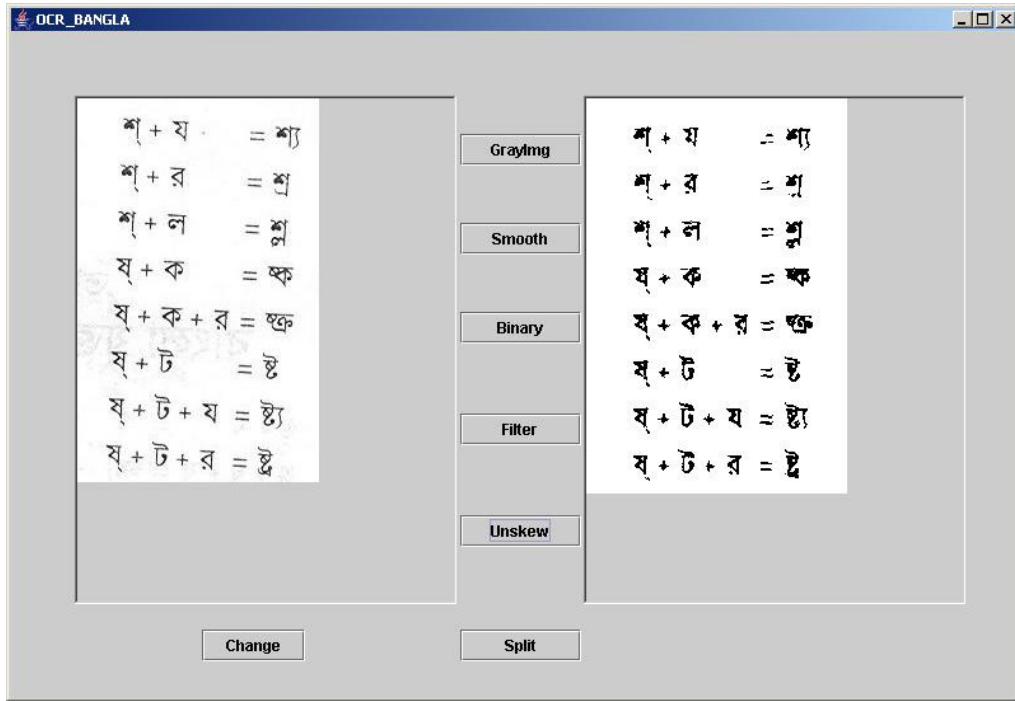 OCR_BANGLA
শ্ + য = শ্য
শ্ + র = শ্র
শ্ + ল = শ্ল
ষ্ + ক = ষ্ক
ষ্ + ক + র = ষ্ক্র
ষ্ + ট = ষ্ট
ষ্ + ট + য = ষ্ট্য
ষ্ + ট + র = ষ্ট্র
GrayImg
Smooth
Binary
Filter
Unskew
শ্ + য = শ্য
শ্ + র = শ্র
শ্ + ল = শ্ল
ষ্ + ক = ষ্ক
ষ্ + ক + র = ষ্ক্র
ষ্ + ট = ষ্ট
ষ্ + ট + য = ষ্ট্য
ষ্ + ট + র = ষ্ট্র
Change
Split